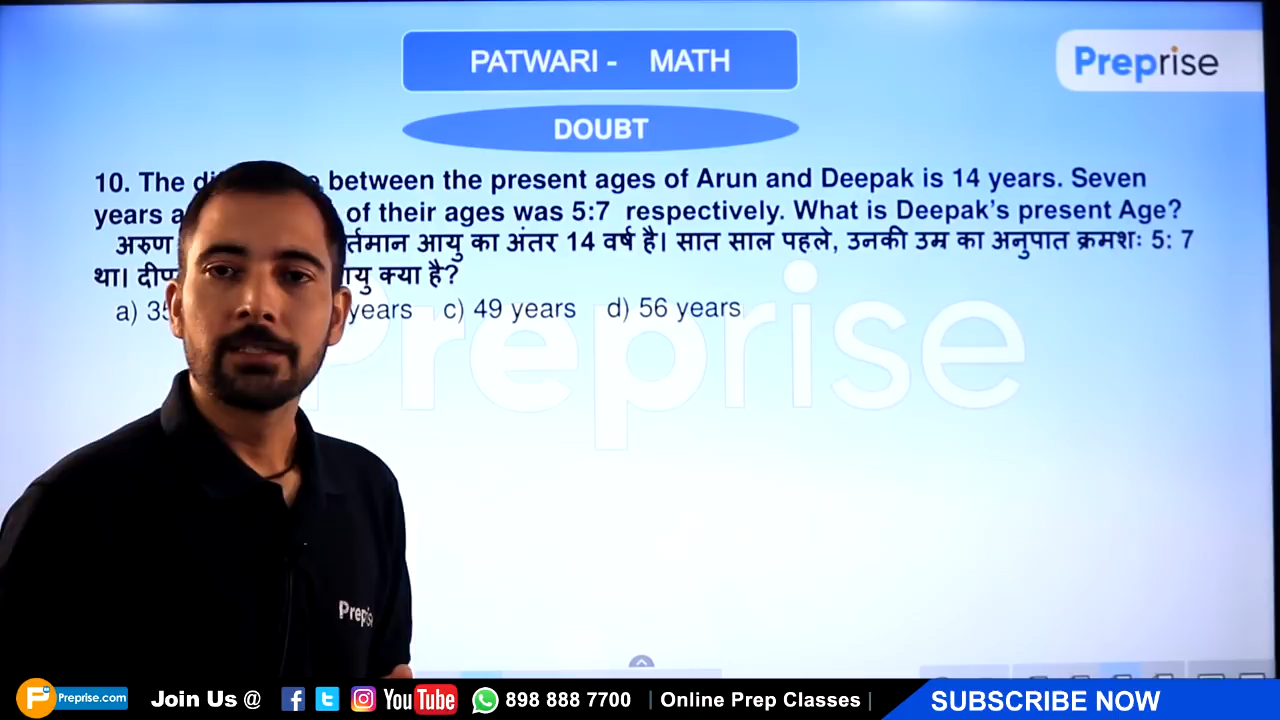 PATWARI - MATH
Preprise
DOUBT
10. The between the present ages of Arun and Deepak is 14 years. Seven
years of their ages was 5:7 respectively. What is Deepak's present Age?
अरुण आयु का अंतर 14 वर्ष है। सात साल पहले, उनकी उम्र का अनुपात क्रमशः 5: 7
था। क्या है?
a) years c) 49 years d) 56 years
Preprise
Preprise
P Preprise.com Join Us @ YouTube 898 888 7700 | Online Prep Classes | SUBSCRIBE NOW